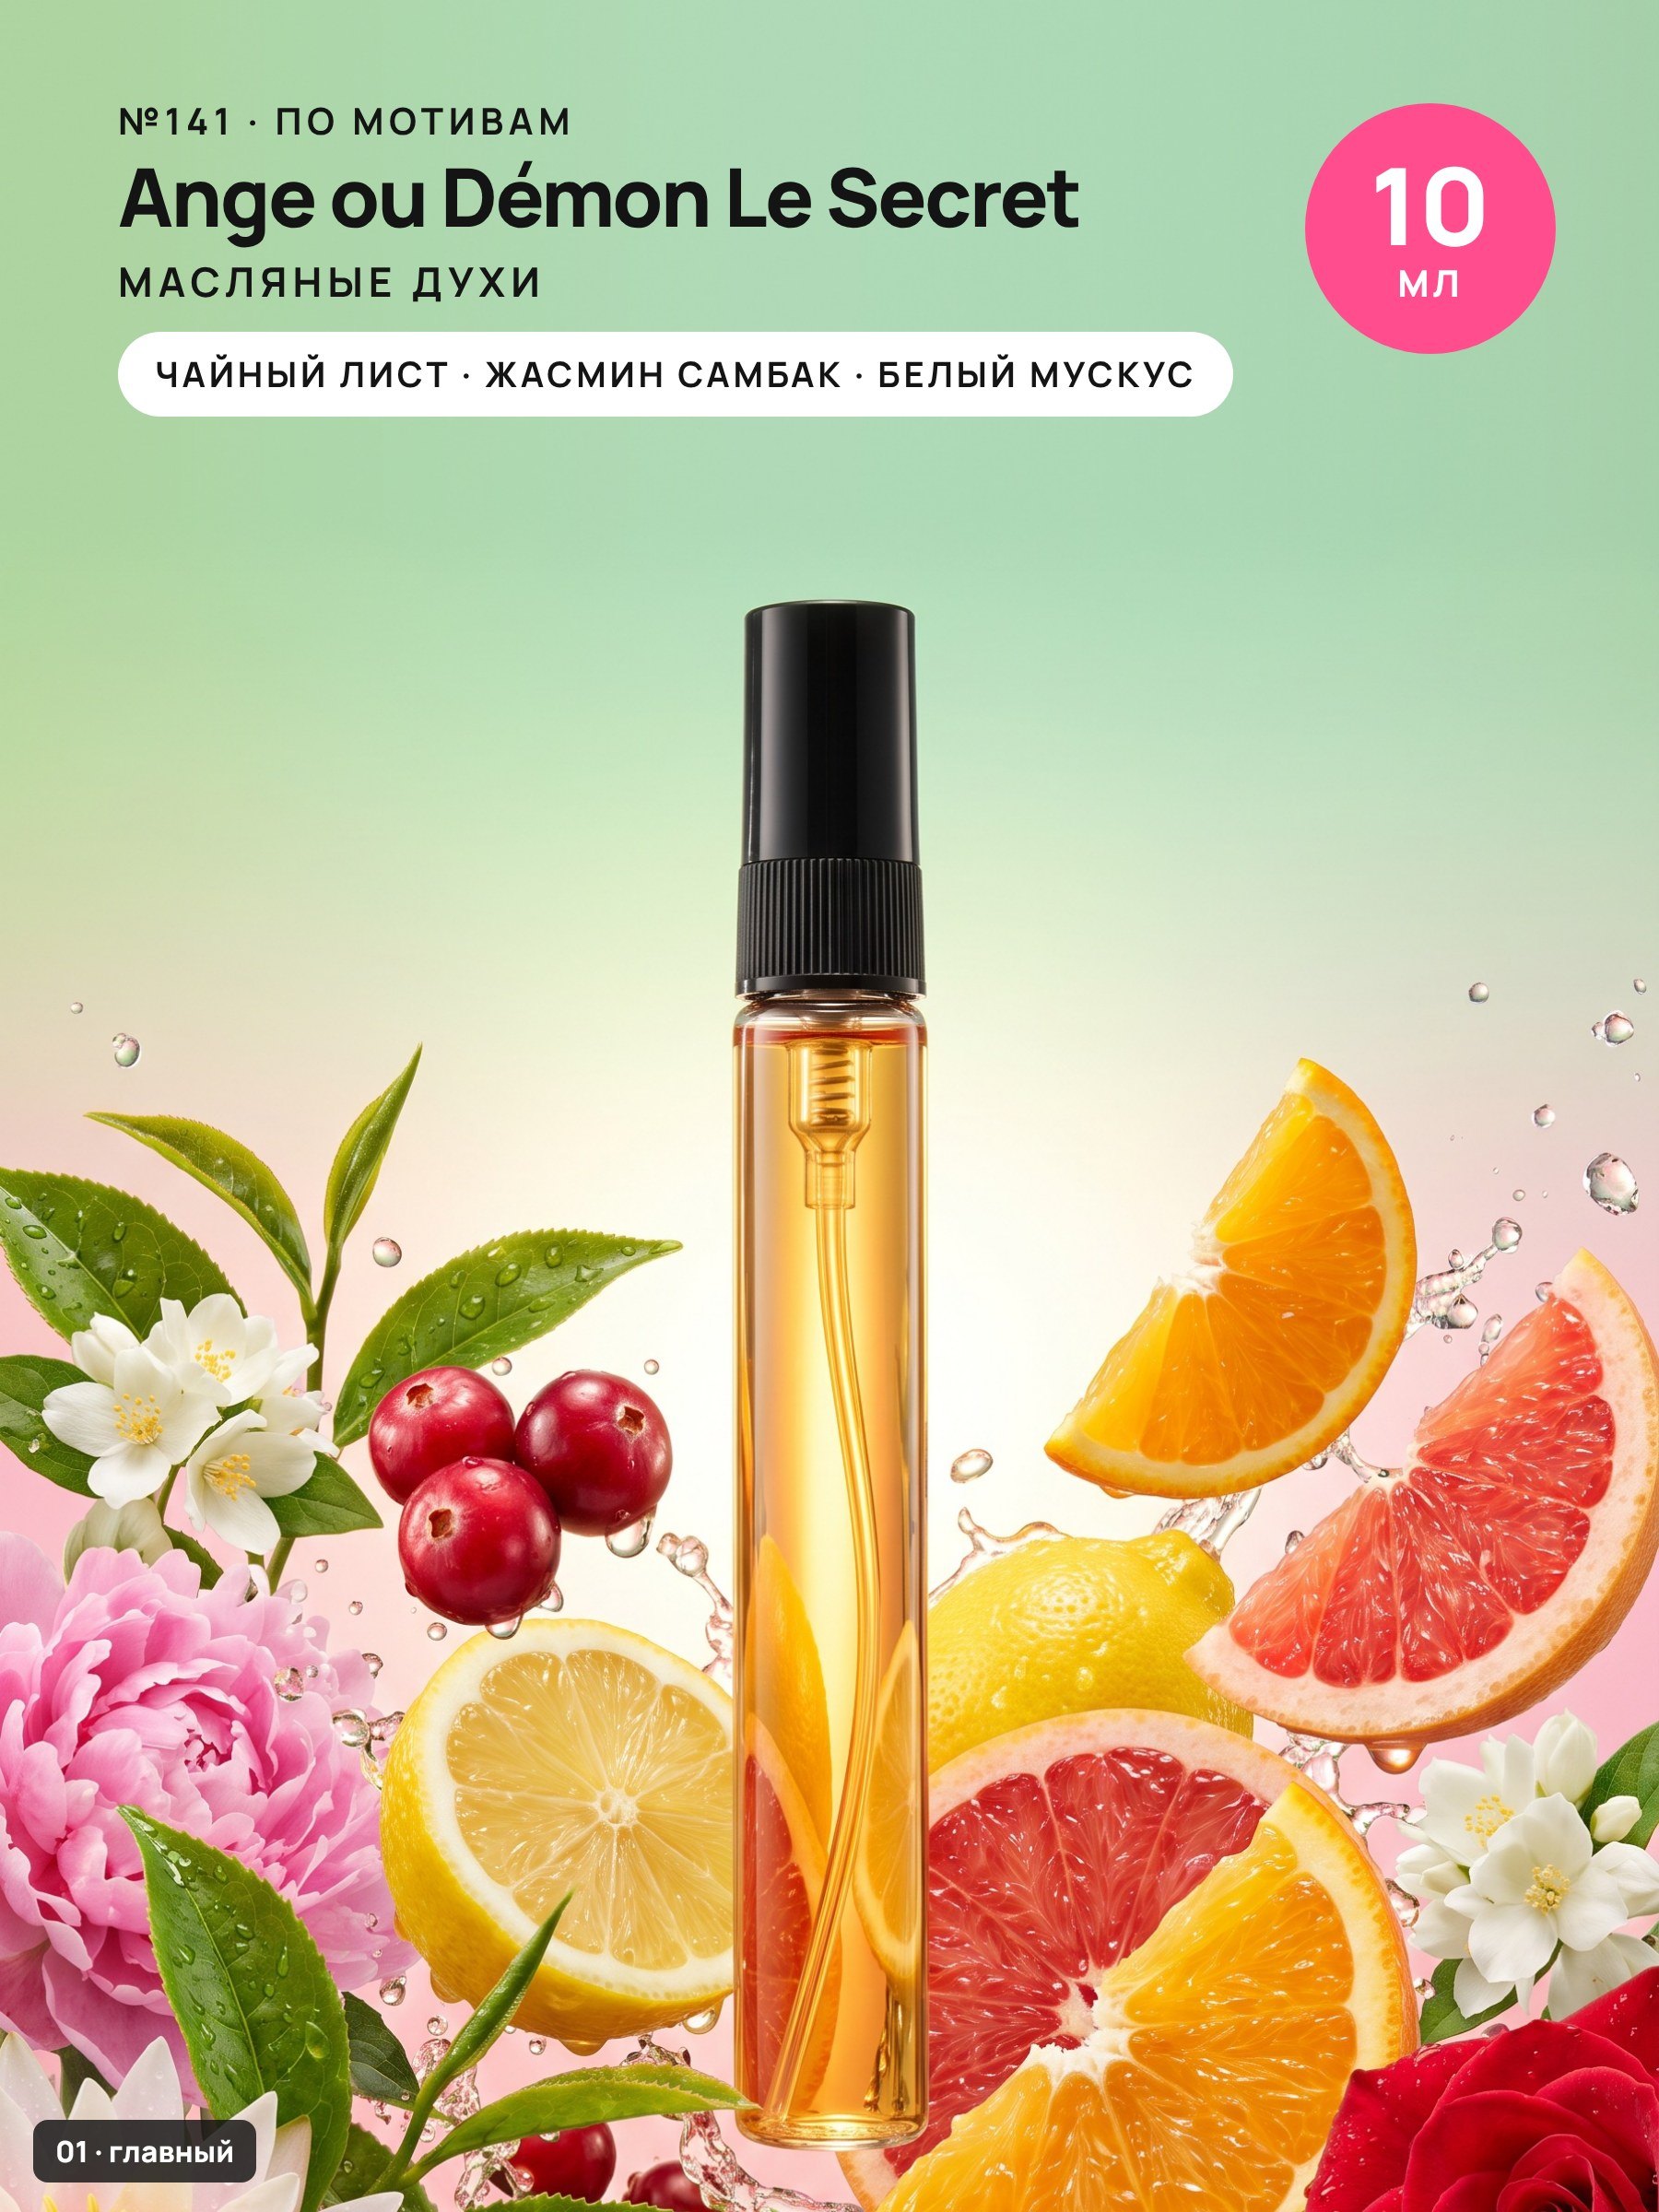 №141 · ПО МОТИВАМ
Ange ou Démon Le Secret
МАСЛЯНЫЕ ДУХИ
ЧАЙНЫЙ ЛИСТ · ЖАСМИН САМБАК · БЕЛЫЙ МУСКУС
10
МЛ
01 · главный